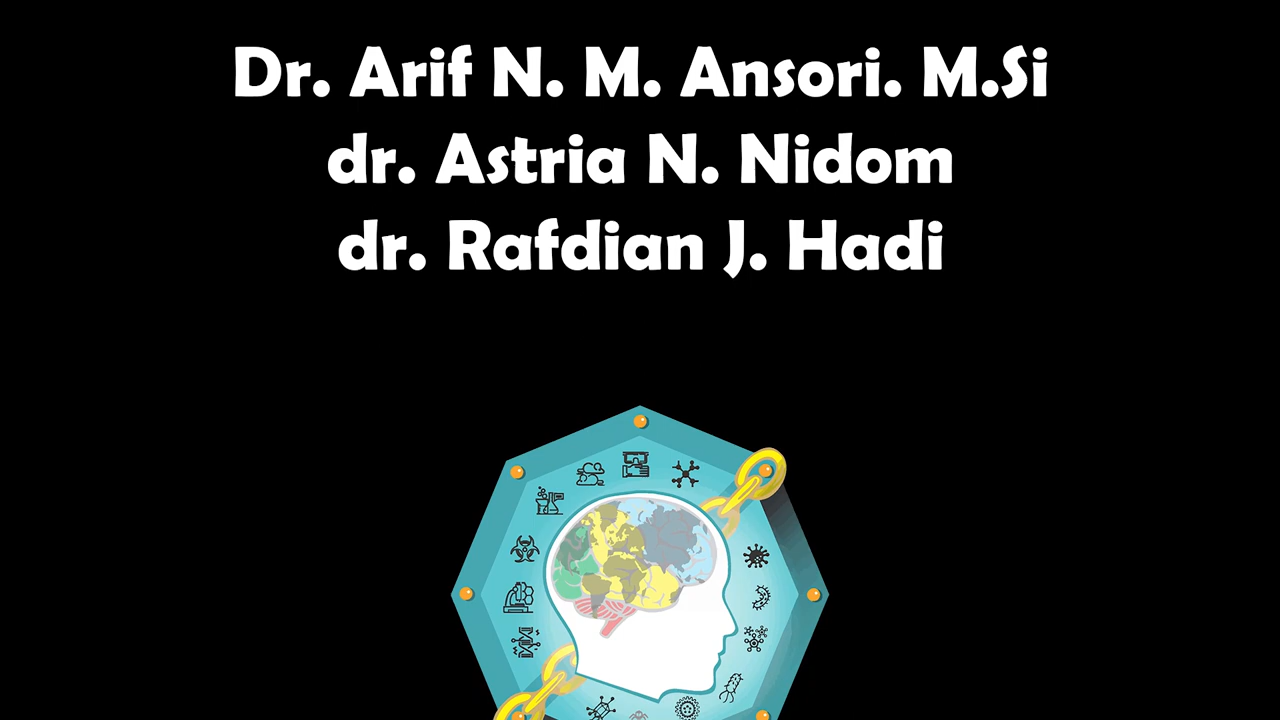 Dr. Arif N. M. Ansori. M.Si
dr. Astria N. Nidom
dr. Rafdian J. Hadi